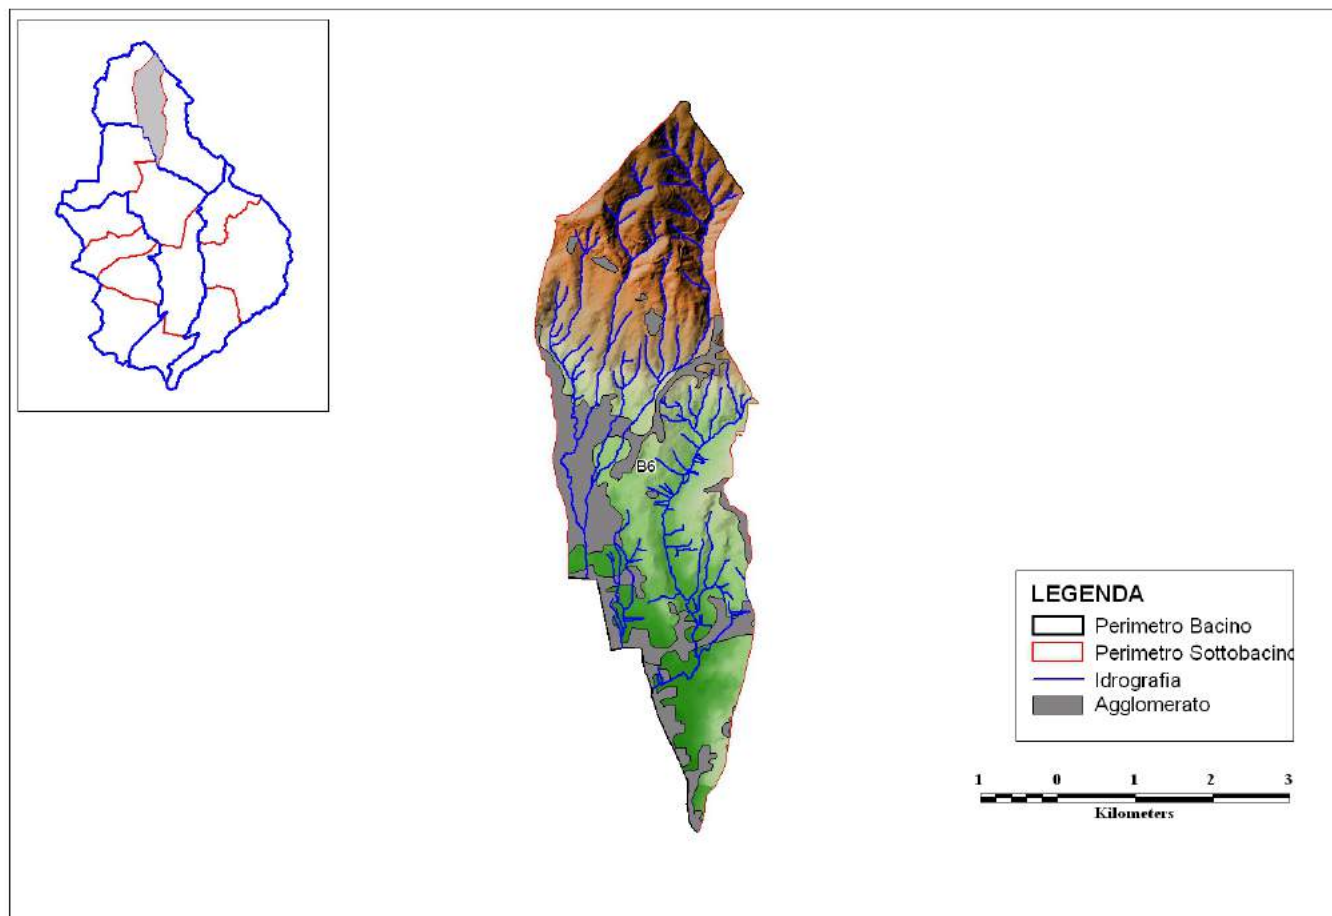 B6
LEGENDA
Perimetro Bacino
Perimetro Sottobacino
Idrografia
Agglomerato
1 0 1 2 3
Kilometers